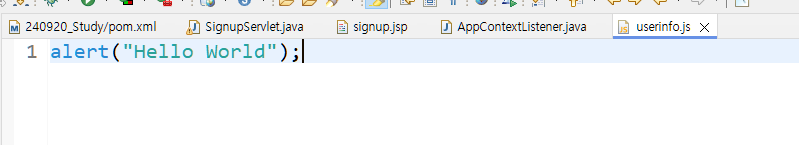 240920_Study/pom.xml SignupServlet.java signup.jsp AppContextListener.java userinfo.js
1 alert("Hello World");